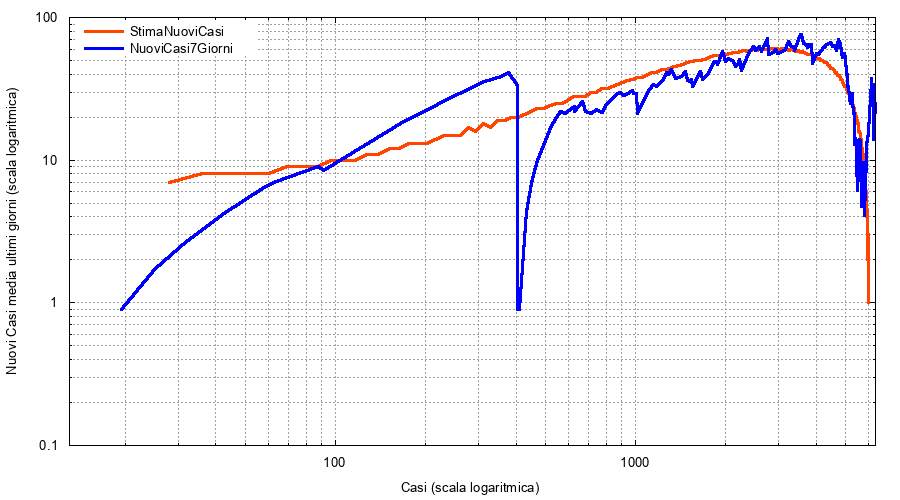 100
StimaNuoviCasi
NuoviCasi7Giorni
10
1
0.1
Nuovi Casi media ultimi giorni (scala logaritmica)
100
1000
Casi (scala logaritmica)